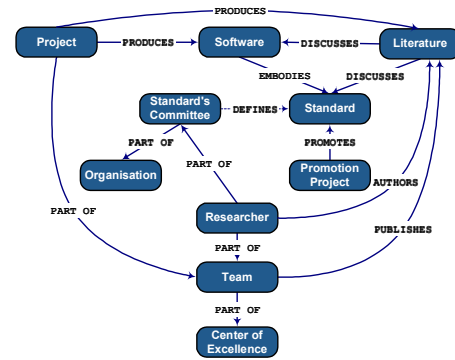 PRODUCES
Project
PRODUCES
Software
DISCUSSES
Literature
EMBODIES
DISCUSSES
Standard's
Committee
DEFINES
Standard
PART OF
PROMOTES
Organisation
PART OF
Promotion
Project
AUTHORS
PART OF
Researcher
PUBLISHES
PART OF
Team
PART OF
Center of
Excellence